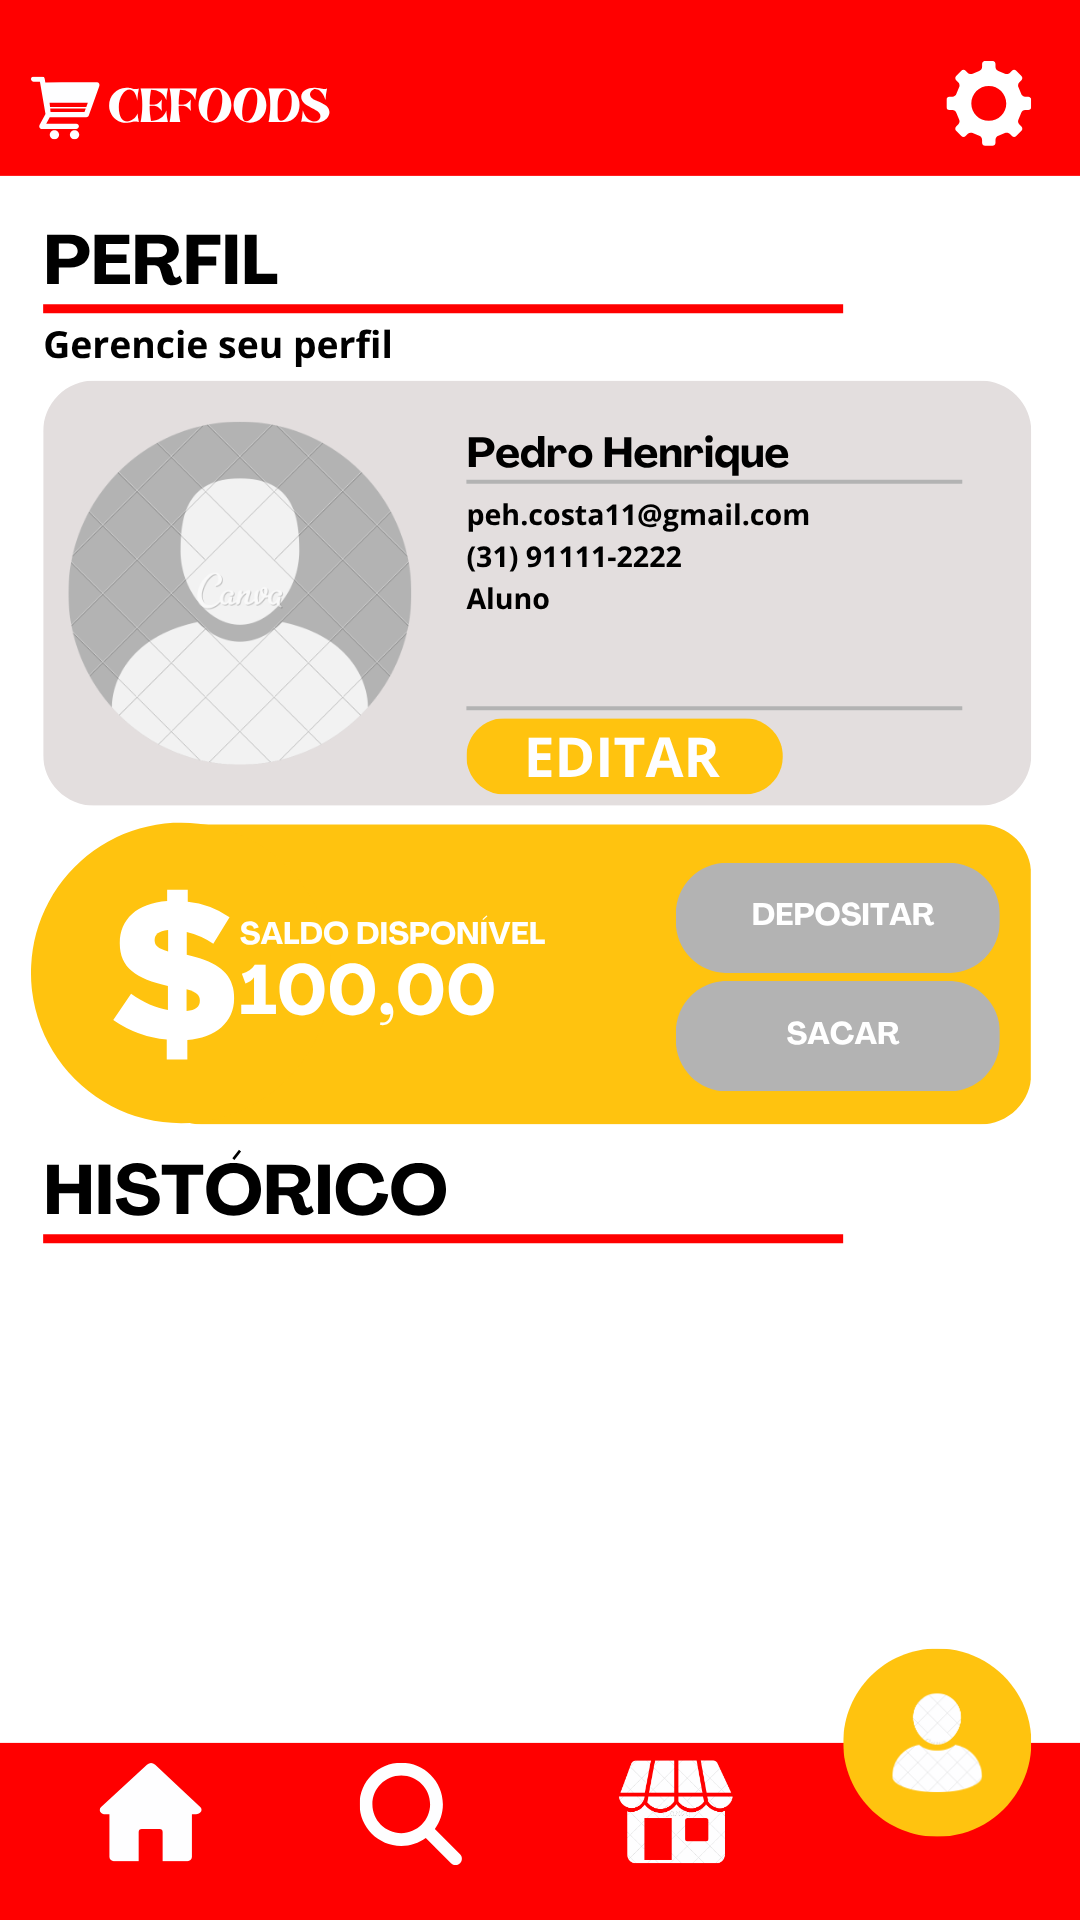 CEFOODS
PERFIL
Gerencie seu perfil
Pedro Henrique
peh.costa11@gmail.com
(31) 91111-2222
Aluno
Canva
EDITAR
$
SALDO DISPONÍVEL
100,00
DEPOSITAR
SACAR
HISTÓRICO